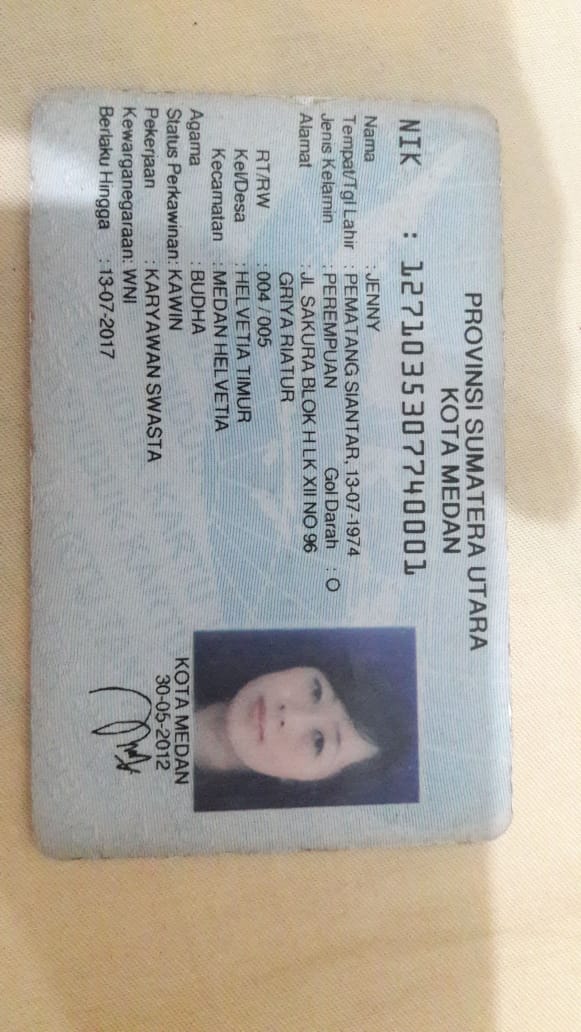 PROVINSI SUMATERA UTARA
KOTA MEDAN
NIK : 1271035307740001
Nama : JENNY
Tempat/Tgl Lahir : PEMATANG SIANTAR, 13-07-1974
Jenis Kelamin : PEREMPUAN Gol Darah : O
Alamat : JL SAKURA BLOK H LK XII NO 96
GRIYA RIATUR
RT/RW : 004 / 005
Kel/Desa : HELVETIA TIMUR
Kecamatan : MEDAN HELVETIA
Agama : BUDHA
Status Perkawinan: KAWIN
Pekerjaan : KARYAWAN SWASTA
Kewarganegaraan: WNI
Berlaku Hingga : 13-07-2017
KOTA MEDAN
30-05-2012